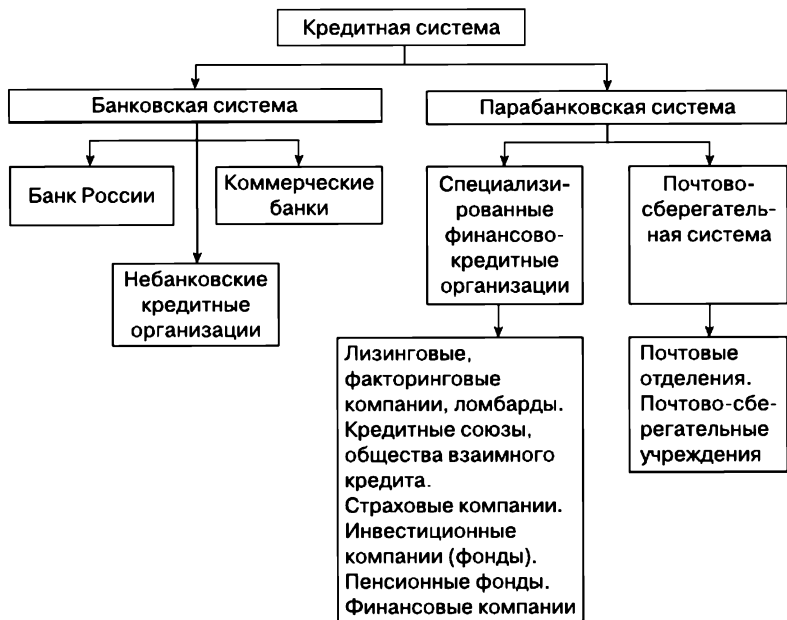 Кредитная система
Банковская система
Парабанковская система
Банк России
Коммерческие
банки
Небанковские
кредитные
организации
Специализи-
рованные
финансово-
кредитные
организации
Почтово-
сберегатель-
ная система
Лизинговые,
факторинговые
компании, ломбарды.
Кредитные союзы,
общества взаимного
кредита.
Страховые компании.
Инвестиционные
компании (фонды).
Пенсионные фонды.
Финансовые компании
Почтовые
отделения.
Почтово-сбе-
регательные
учреждения